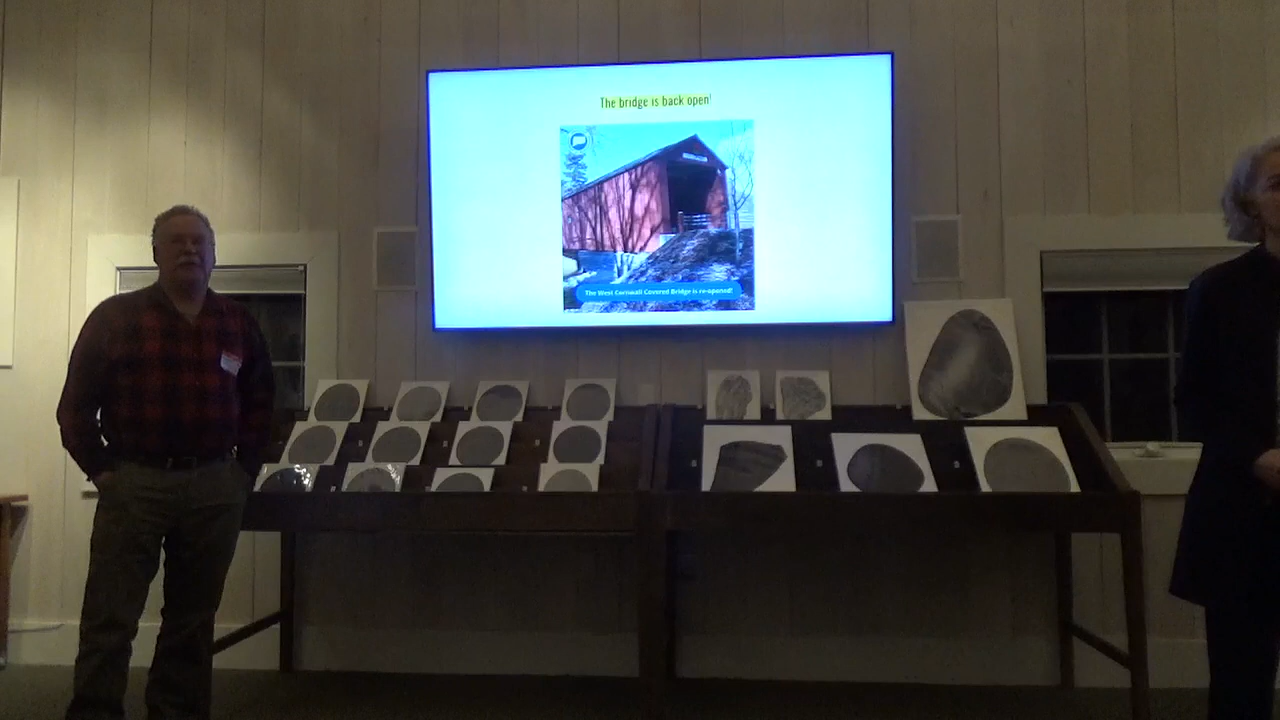 The bridge is back open!
The West Cornwall Covered Bridge is re-opened!